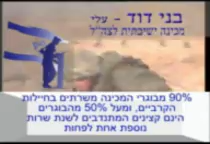 בני דוד - עלי
מכינה ישיבתית לצה"ל
90% מבוגרי המכינה משרתים בחיילות
הקרביים, ומעל 50% מהבוגרים
הינם קצינים המתנדבים לשנת שרות
נוספת אחת לפחות